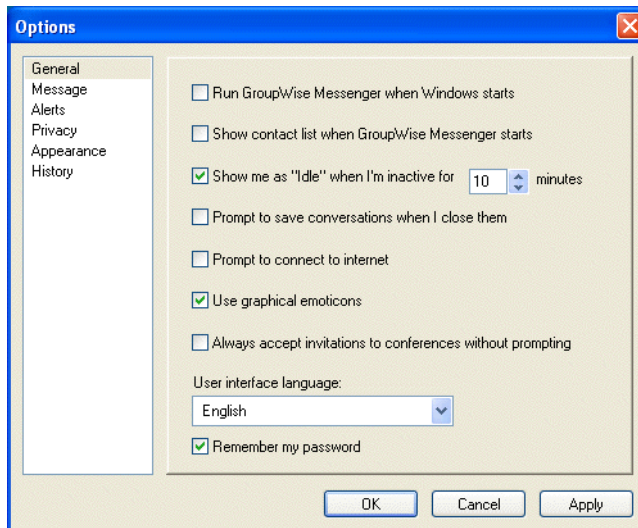 Options
General
Message
Alerts
Privacy
Appearance
History
Run GroupWise Messenger when Windows starts
Show contact list when GroupWise Messenger starts
Show me as "Idle" when I'm inactive for 10 minutes
Prompt to save conversations when I close them
Prompt to connect to internet
Use graphical emoticons
Always accept invitations to conferences without prompting
User interface language:
English
Remember my password
OK Cancel Apply